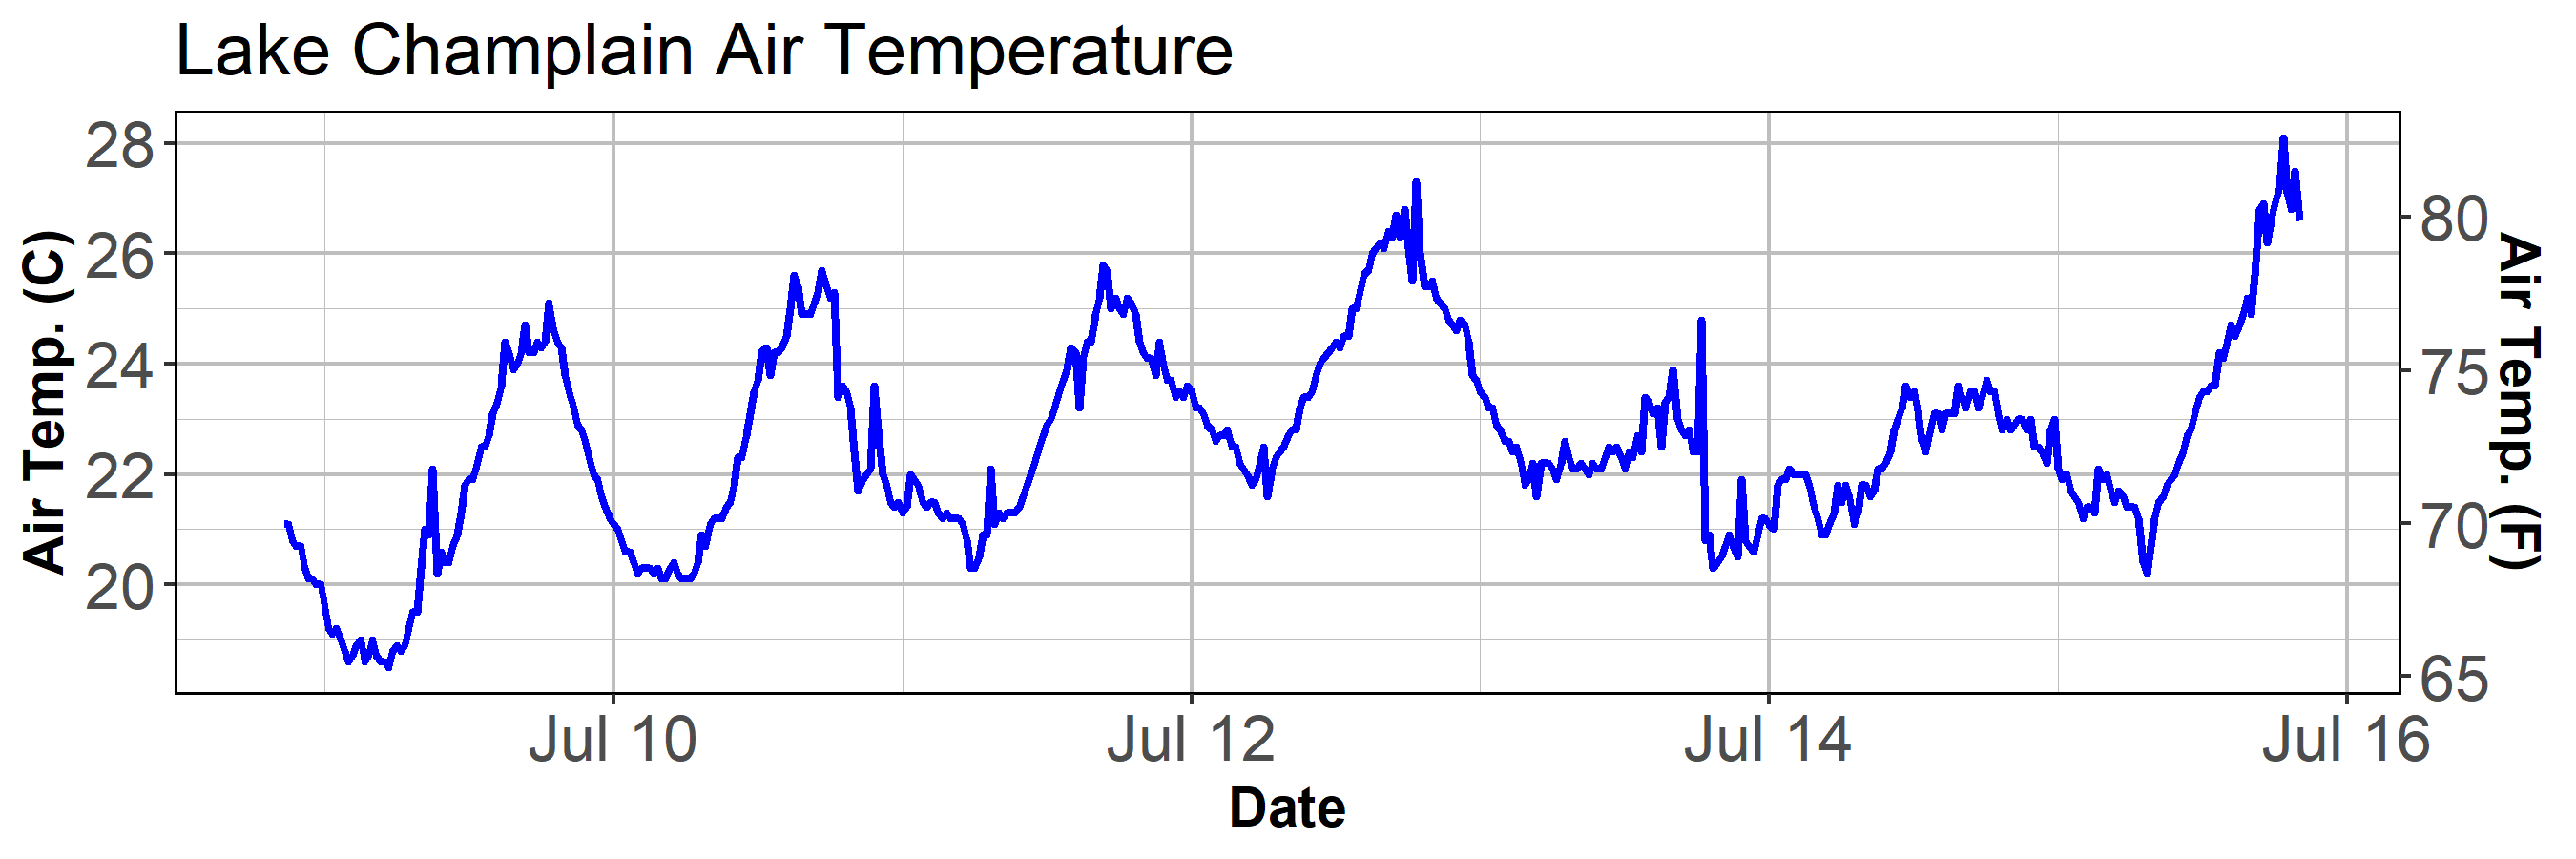 Lake Champlain Air Temperature
28
26
24
22
20
Air Temp. (C)
80
75
70
65
Air Temp. (F)
Jul 10
Jul 12
Jul 14
Jul 16
Date